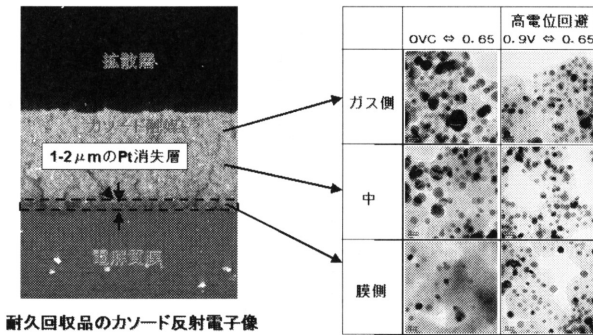 拡散層
カソード触媒層
1-2μmのPt消失層
電解質膜
耐久回収品のカソード反射電子像
高電位回避
OVC ⇔ 0.65
0.9V ⇔ 0.65
ガス側
中
膜側